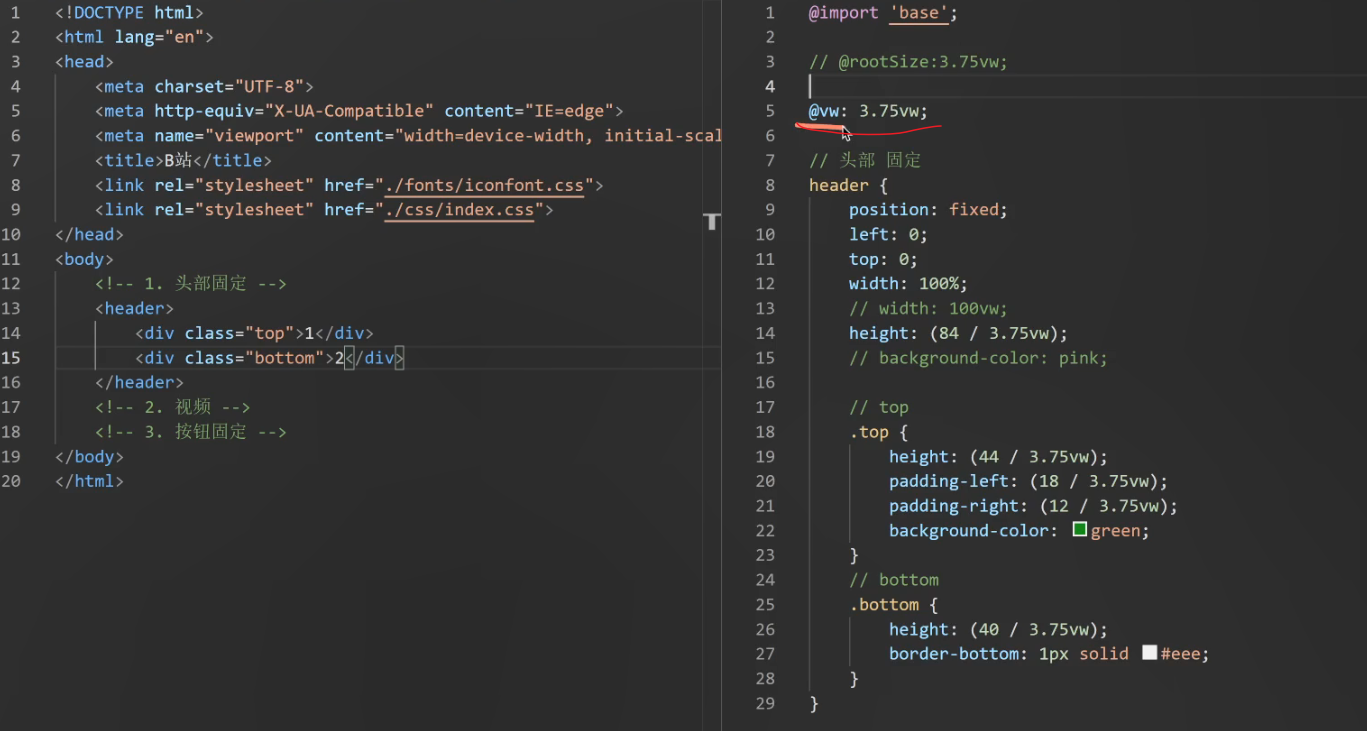 1 <!DOCTYPE html>
2 <html lang="en">
3 <head>
4 <meta charset="UTF-8">
5 <meta http-equiv="X-UA-Compatible" content="IE=edge">
6 <meta name="viewport" content="width=device-width, initial-scal
7 <title>B站</title>
8 <link rel="stylesheet" href="./fonts/iconfont.css">
9 <link rel="stylesheet" href="./css/index.css">
10 </head>
11 <body>
12 <!-- 1. 头部固定 -->
13 <header>
14 <div class="top">1</div>
15 <div class="bottom">2</div>
16 </header>
17 <!-- 2. 视频 -->
18 <!-- 3. 按钮固定 -->
19 </body>
20 </html>
1 @import 'base';
2
3 // @rootSize:3.75vw;
4
5 @vw: 3.75vw;
6
7 // 头部 固定
8 header {
9 position: fixed;
10 left: 0;
11 top: 0;
12 width: 100%;
13 // width: 100vw;
14 height: (84 / 3.75vw);
15 // background-color: pink;
16
17 // top
18 .top {
19 height: (44 / 3.75vw);
20 padding-left: (18 / 3.75vw);
21 padding-right: (12 / 3.75vw);
22 background-color: green;
23 }
24 // bottom
25 .bottom {
26 height: (40 / 3.75vw);
27 border-bottom: 1px solid #eee;
28 }
29 }